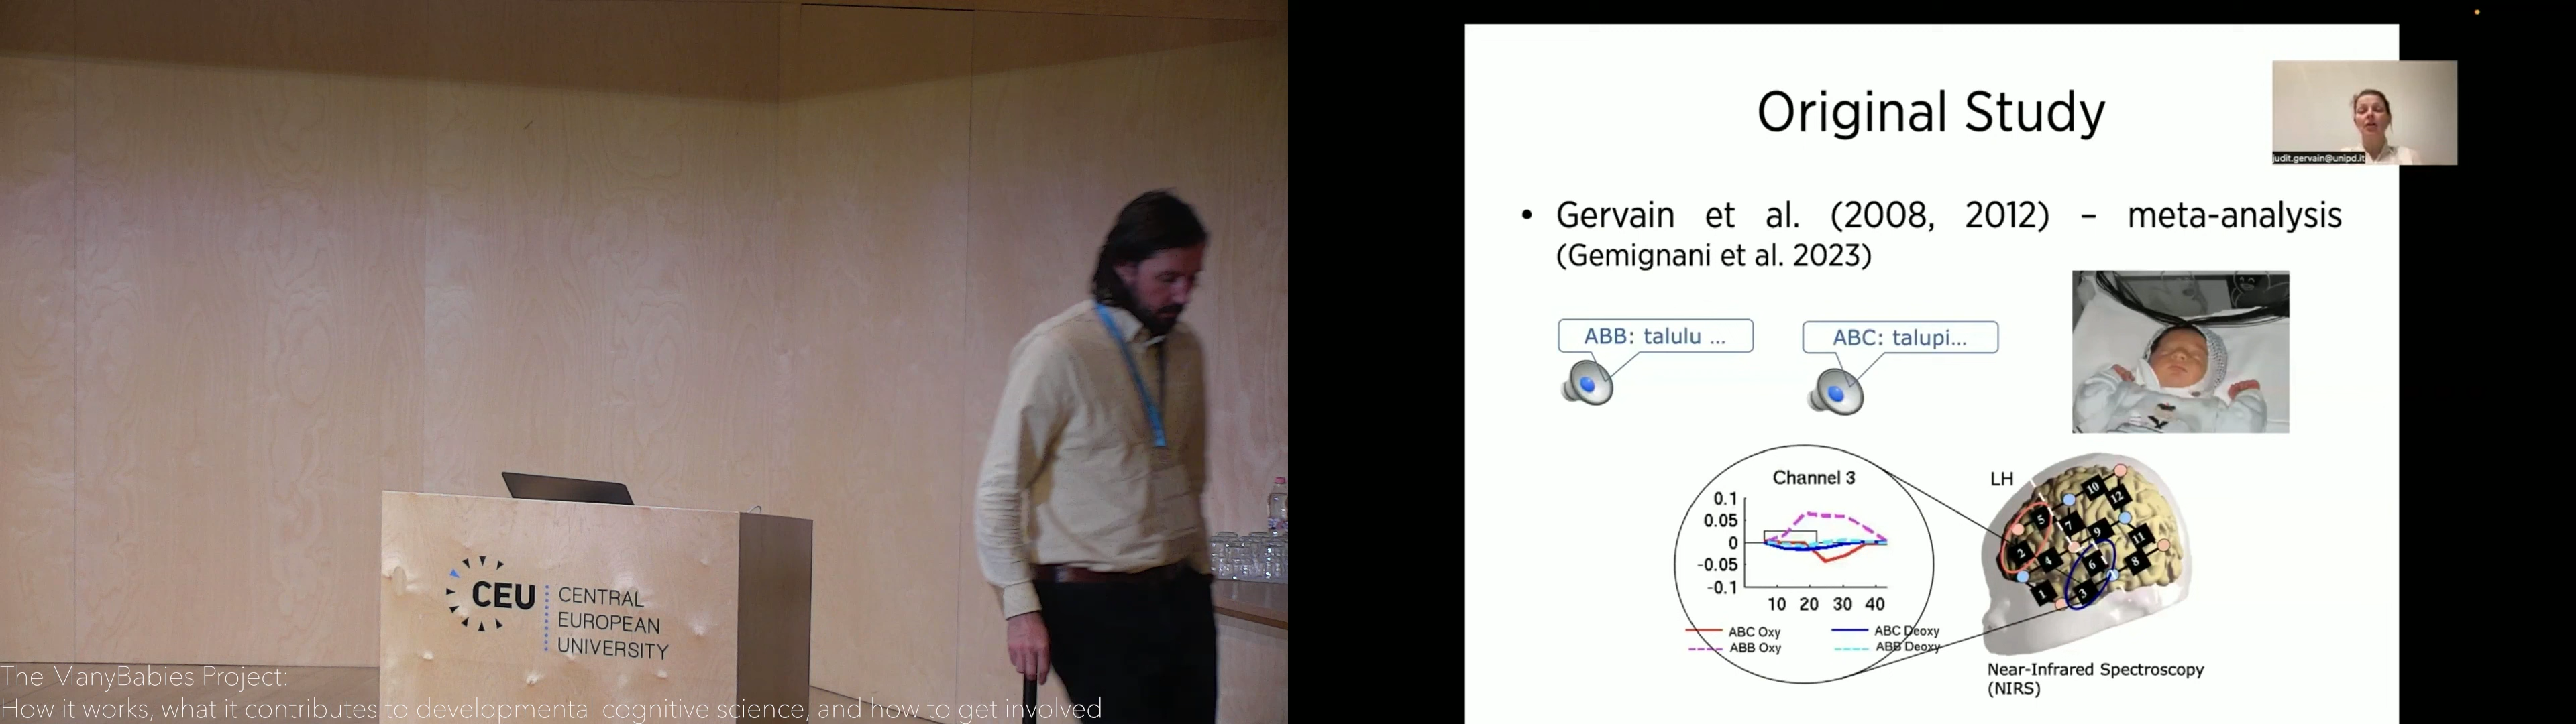 CEU
CENTRAL
EUROPEAN
UNIVERSITY
The ManyBabies Project:
How it works, what it contributes to developmental cognitive science, and how to get involved
Original Study
judit.gervain@unipd.it
• Gervain et al. (2008, 2012) – meta-analysis
(Gemignani et al. 2023)
ABB: talulu ...
ABC: talupi...
Channel 3
0.1
0.05
0
-0.05
-0.1
10 20 30 40
ABC Oxy
ABB Oxy
ABC Deoxy
ABB Deoxy
LH
10
12
5
7
9
11
2
4
6
8
1
3
Near-Infrared Spectroscopy
(NIRS)